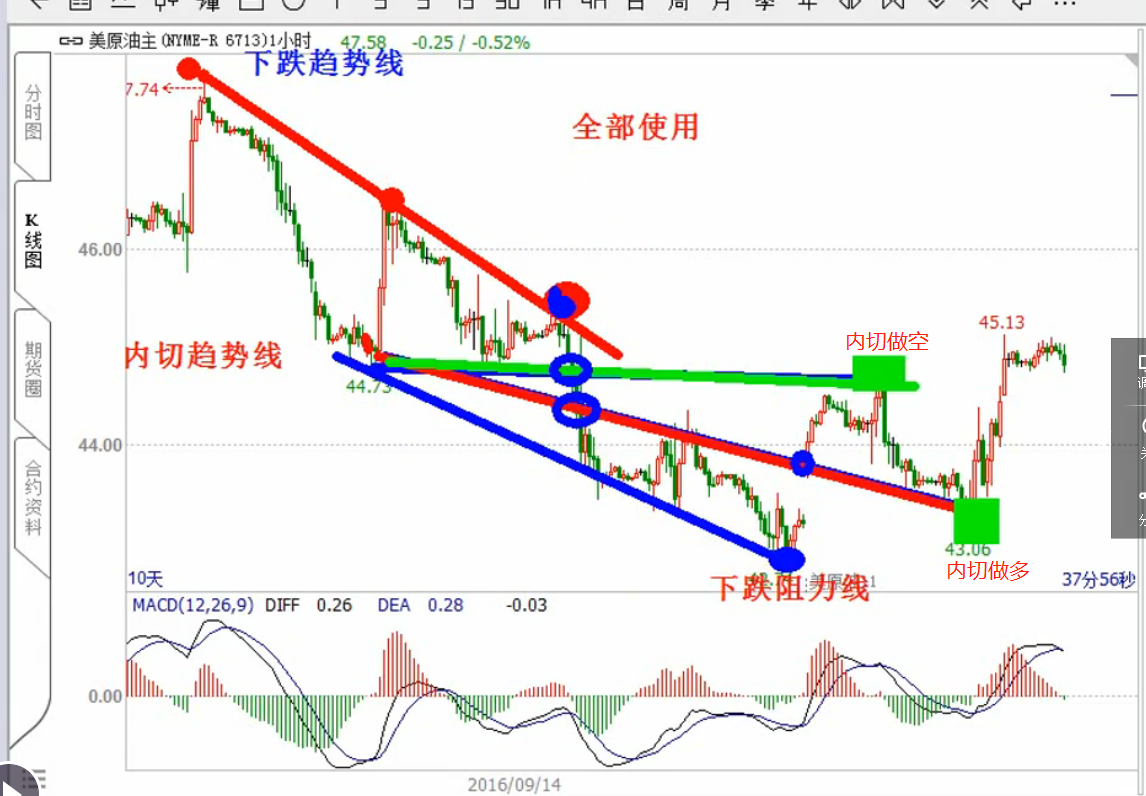 美原油主(NYME-R 6713)1小时 47.58 -0.25 / -0.52%
下跌趋势线
分时图
7.74
全部使用
K线图
46.00
45.13
内切做空
内切趋势线
期货圈
44.73
44.00
合约资料
43.06
内切做多
10天
37分56秒
下跌阻力线
MACD(12,26,9) DIFF 0.26 DEA 0.28 -0.03
0.00
2016/09/14